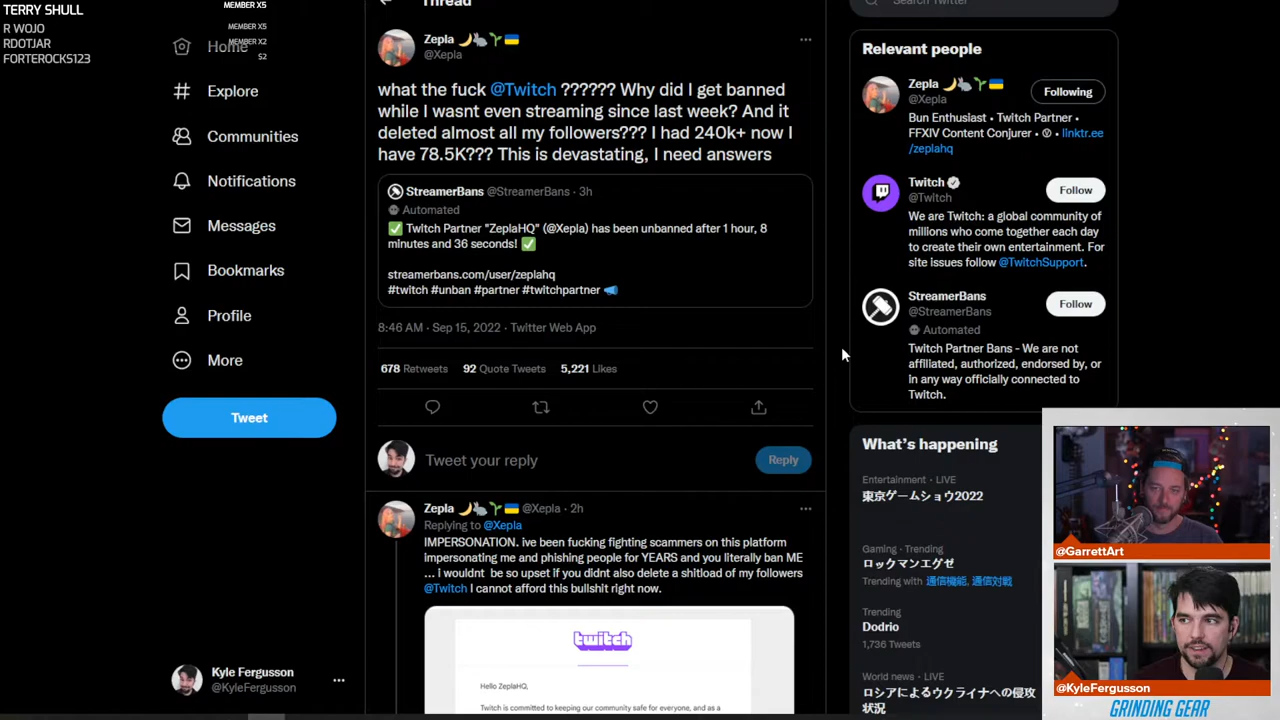 TERRY SHULL
MEMBER X5
R WOJO
MEMBER X5
RDOTJAR
MEMBER X2
FORTEROCKS123
S2
Home
Explore
Communities
Notifications
Messages
Bookmarks
Profile
More
Tweet
Kyle Fergusson
@KyleFergusson
Thread
Zepla
@Xepla
what the fuck @Twitch ?????? Why did I get banned
while I wasnt even streaming since last week? And it
deleted almost all my followers??? I had 240k+ now I
have 78.5K??? This is devastating, I need answers
StreamerBans @StreamerBans · 3h
Automated
✅ Twitch Partner "ZeplaHQ" (@Xepla) has been unbanned after 1 hour, 8
minutes and 36 seconds! ✅
streamerbans.com/user/zeplahq
#twitch #unban #partner #twitchpartner
8:46 AM · Sep 15, 2022 · Twitter Web App
678 Retweets 92 Quote Tweets 5,221 Likes
Tweet your reply
Reply
Zepla @Xepla · 2h
Replying to @Xepla
IMPERSONATION. ive been fucking fighting scammers on this platform
impersonating me and phishing people for YEARS and you literally ban ME
... i wouldnt be so upset if you didnt also delete a shitload of my followers
@Twitch I cannot afford this bullshit right now.
twitch
Hello ZeplaHQ,
Twitch is committed to keeping our community safe for everyone, and as a
Search Twitter
Relevant people
Zepla
@Xepla
Following
Bun Enthusiast • Twitch Partner •
FFXIV Content Conjurer • Ⓥ • linktr.ee
/zeplahq
Twitch
@Twitch
Follow
We are Twitch: a global community of
millions who come together each day
to create their own entertainment. For
site issues follow @TwitchSupport.
StreamerBans
@StreamerBans
Follow
Automated
Twitch Partner Bans - We are not
affiliated, authorized, endorsed by, or
in any way officially connected to
Twitch.
What's happening
Entertainment · LIVE
東京ゲームショウ2022
Gaming · Trending
ロックマンエグゼ
Trending with 通信機能, 通信対戦
Trending
Dodrio
1,736 Tweets
World news · LIVE
ロシアによるウクライナへの侵攻
状況
@GarrettArt
@KyleFergusson
GRINDING GEAR